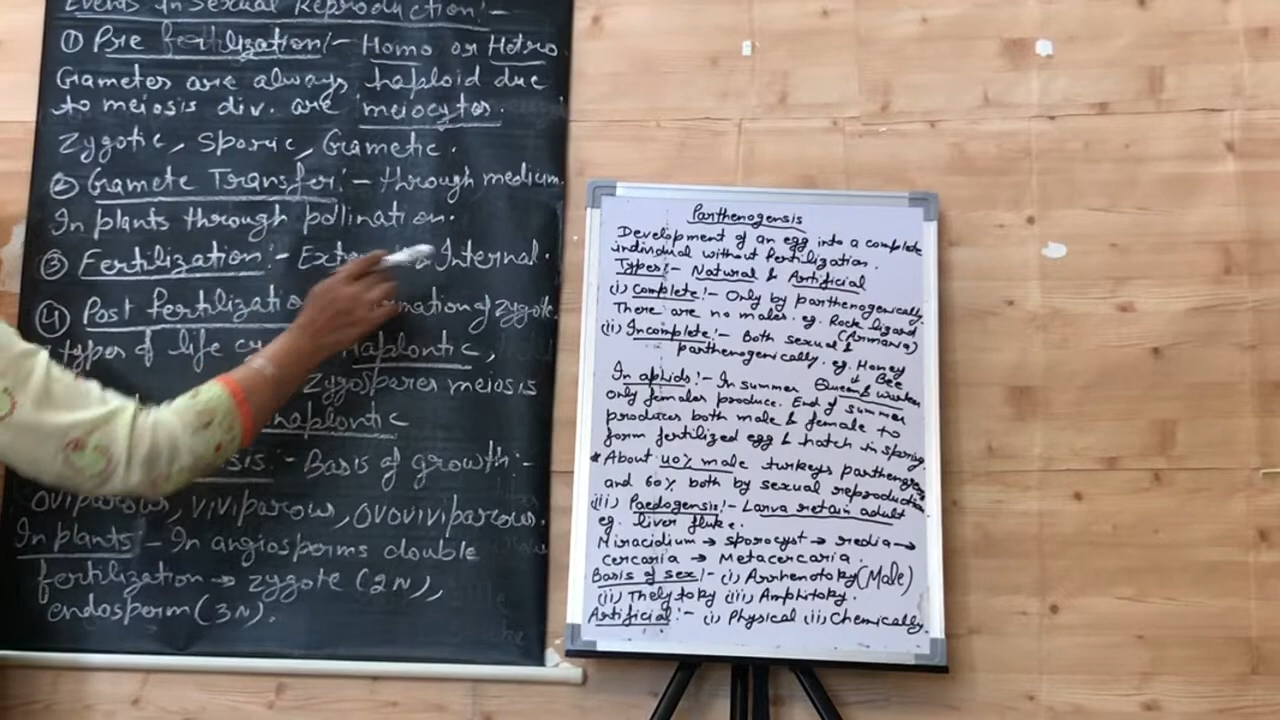 Events In Sexual Reproduction:-
① Pre fertilization:- Homo or Hetro
Gametes are always haploid due
to meiosis div. are meiocytes.
Zygotic, Sporic, Gametic.
② Gamete Transfer:- through medium.
In plants through pollination.
③ Fertilization:- Internal.
④ Post fertilization of zygote.
types of life haplontic,
Zygospores meiosis
haplontic
:- Basis of growth:-
oviparous, viviparous, ovoviviparous.
In plants - In angiosperms double
fertilization → zygote (2N),
endosperm (3N).
Parthenogensis
Development of an egg into a complete
individual without fertilization.
Types:- Natural & Artificial
(i) Complete:- Only by parthenogenically.
There are no males. eg. Rock lizard
(Armania)
(ii) Incomplete:- Both sexual &
parthenogenically. eg. Honey
Bee
↓
Queen & worker
In aphids:- In summer
only females produce. End of summer
produces both male & female to
form fertilized egg & hatch in spring.
* About 40% male turkeys
and 60% both by sexual reproduction
(iii) Paedogensis:- Larva retain adult
eg. liver fluke.
Miracidium → sporocyst → redia →
cercaria → Metacercaria.
Basis of sex:- (i) Arrhenotoky (Male)
(ii) Thelytoky (iii) Amphitoky.
Artificial:- (i) Physical (ii) Chemically.